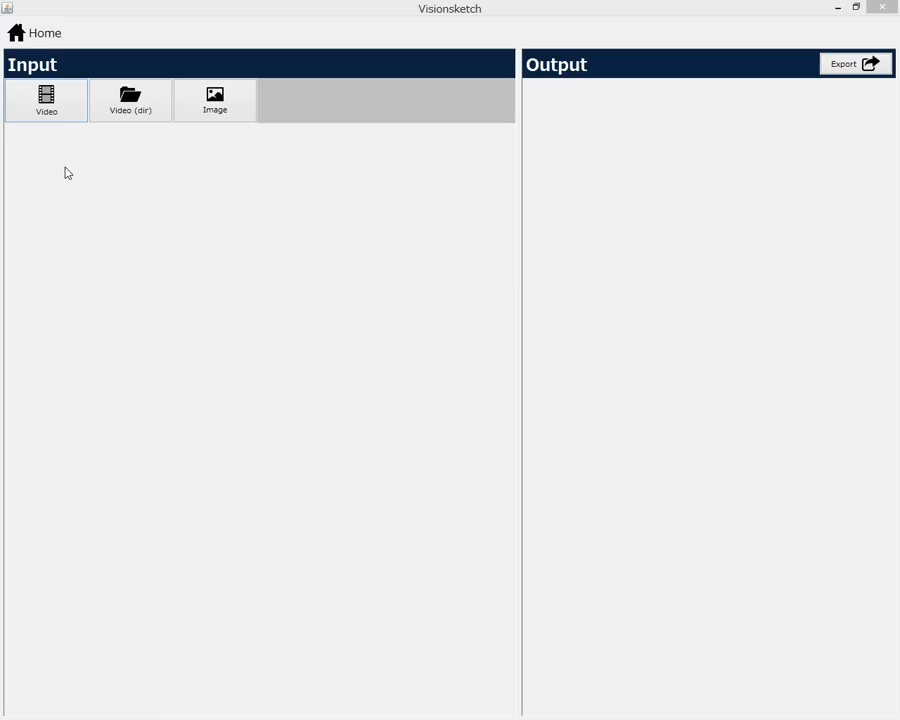 Visionsketch
Home
Input
Output
Export
Video
Video (dir)
Image